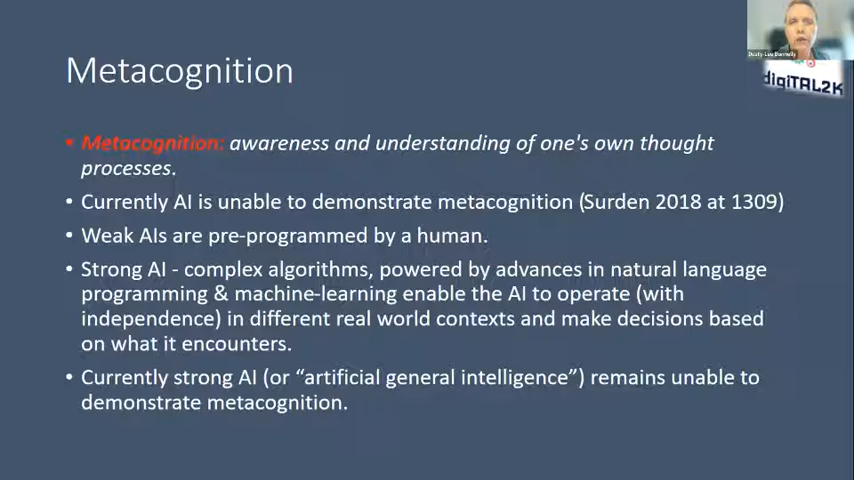 Dusty-Lee Donnelly
digiTAL2K
Metacognition
• Metacognition: awareness and understanding of one's own thought
processes.
• Currently AI is unable to demonstrate metacognition (Surden 2018 at 1309)
• Weak AIs are pre-programmed by a human.
• Strong AI - complex algorithms, powered by advances in natural language
programming & machine-learning enable the AI to operate (with
independence) in different real world contexts and make decisions based
on what it encounters.
• Currently strong AI (or “artificial general intelligence”) remains unable to
demonstrate metacognition.